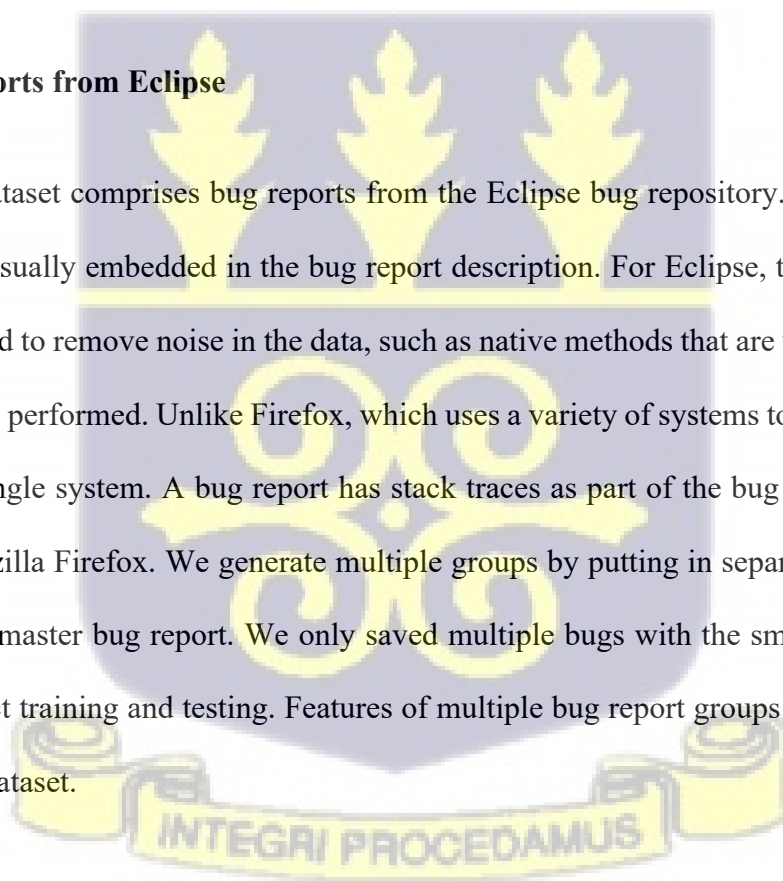 orts from Eclipse
ataset comprises bug reports from the Eclipse bug repository.
sually embedded in the bug report description. For Eclipse, t
d to remove noise in the data, such as native methods that are
performed. Unlike Firefox, which uses a variety of systems to
ngle system. A bug report has stack traces as part of the bug
zilla Firefox. We generate multiple groups by putting in separ
master bug report. We only saved multiple bugs with the sm
t training and testing. Features of multiple bug report groups
ataset.
INTEGRI PROCEDAMUS